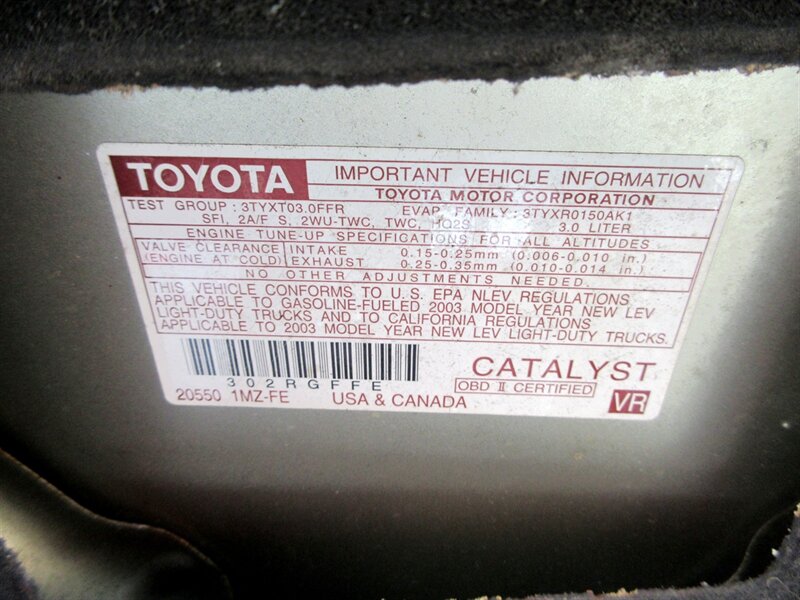 TOYOTA IMPORTANT VEHICLE INFORMATION
TOYOTA MOTOR CORPORATION
TEST GROUP : 3TYXT03.0FFR EVAP FAMILY : 3TYXR0150AK1
SFI, 2A/F S, 2WU-TWC, TWC, HO2S 3.0 LITER
ENGINE TUNE-UP SPECIFICATIONS FOR ALL ALTITUDES
VALVE CLEARANCE INTAKE 0.15-0.25mm (0.006-0.010 in.)
(ENGINE AT COLD) EXHAUST 0.25-0.35mm (0.010-0.014 in.)
NO OTHER ADJUSTMENTS NEEDED.
THIS VEHICLE CONFORMS TO U.S. EPA NLEV REGULATIONS
APPLICABLE TO GASOLINE-FUELED 2003 MODEL YEAR NEW LEV
LIGHT-DUTY TRUCKS AND TO CALIFORNIA REGULATIONS
APPLICABLE TO 2003 MODEL YEAR NEW LEV LIGHT-DUTY TRUCKS.
302RGFFE
CATALYST
OBD II CERTIFIED
20550 1MZ-FE USA & CANADA VR